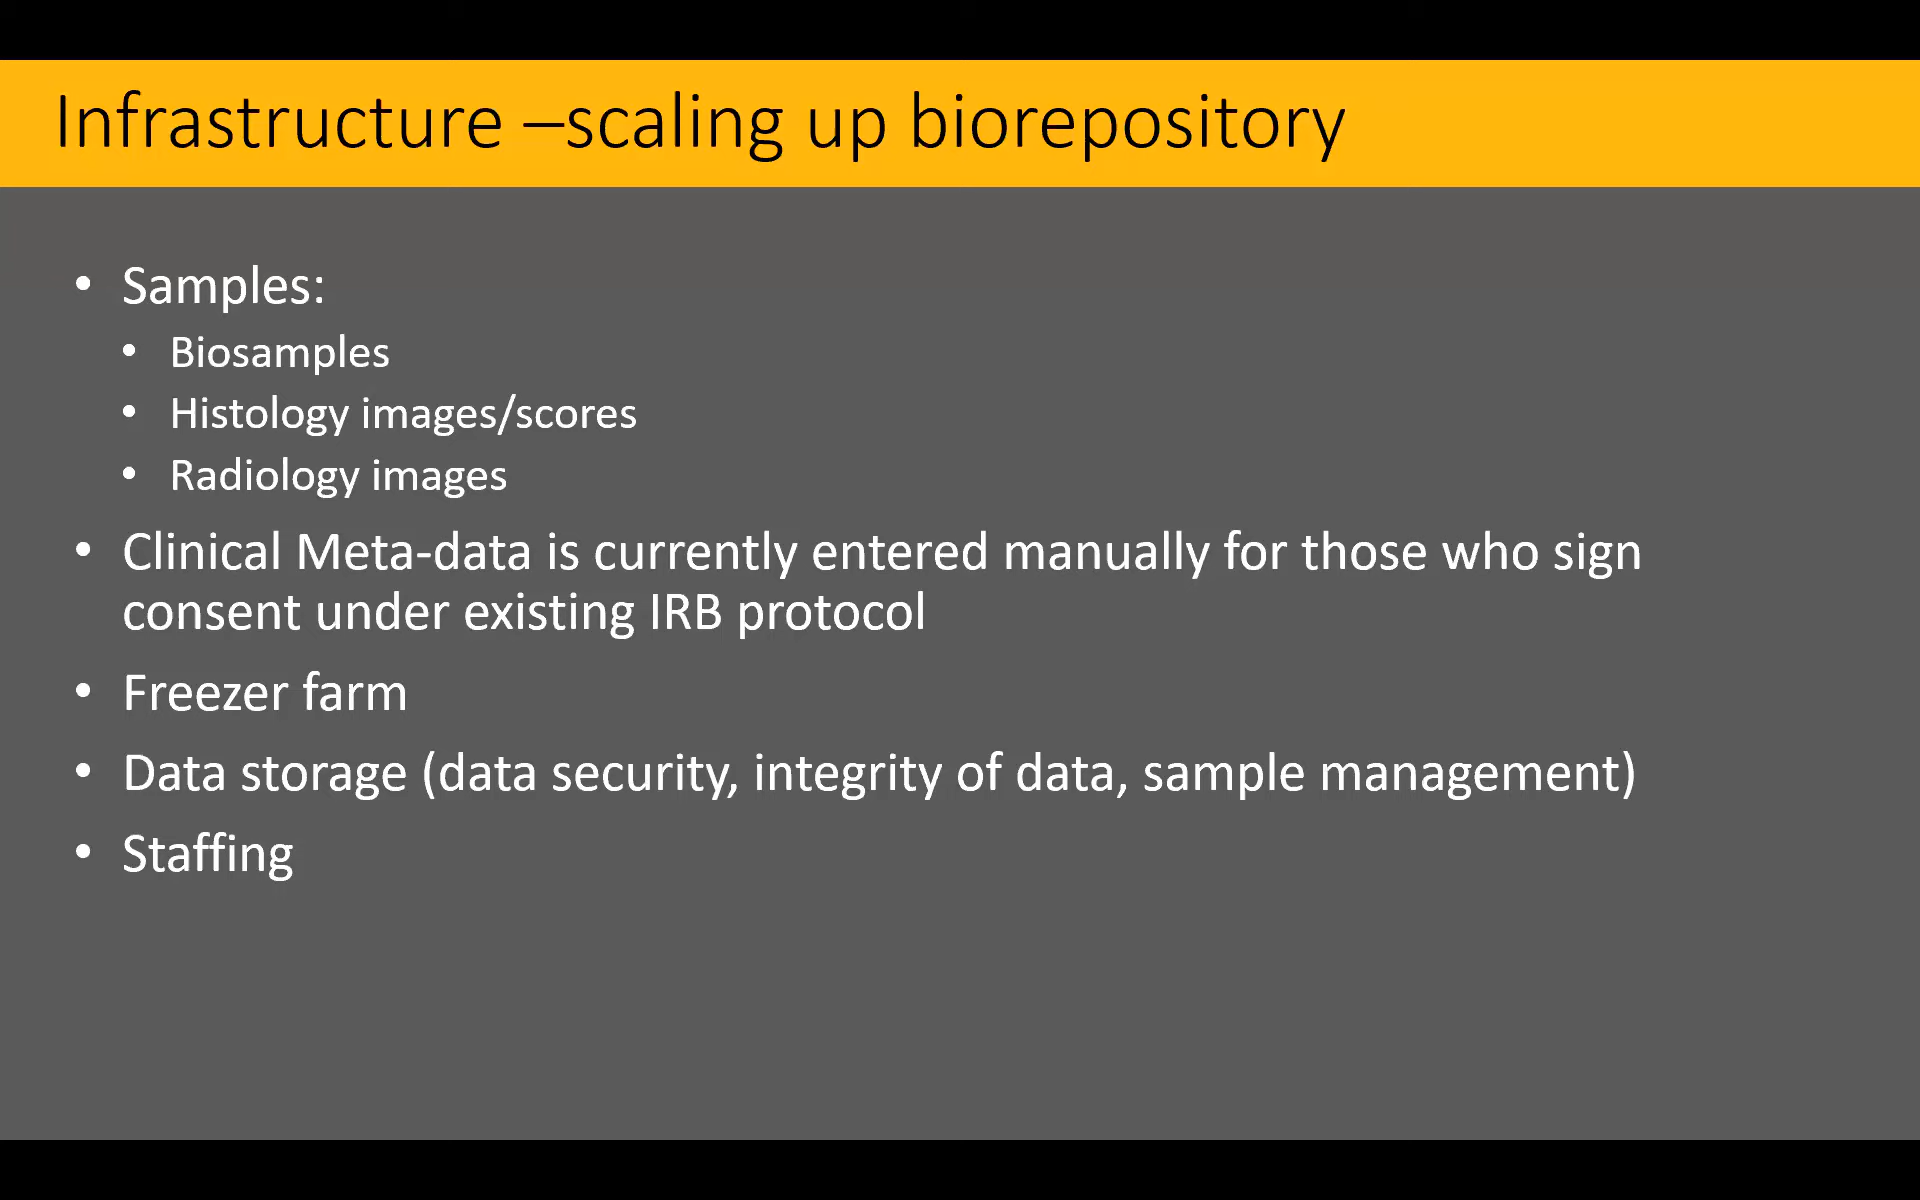 Infrastructure –scaling up biorepository
• Samples:
• Biosamples
• Histology images/scores
• Radiology images
• Clinical Meta-data is currently entered manually for those who sign
consent under existing IRB protocol
• Freezer farm
• Data storage (data security, integrity of data, sample management)
• Staffing